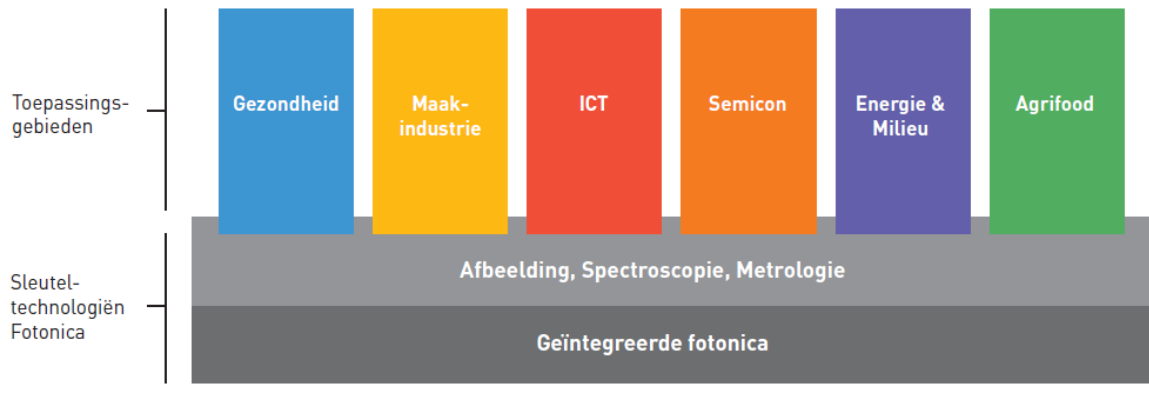 Toepassings-
gebieden
Gezondheid
Maak-
industrie
ICT
Semicon
Energie &
Milieu
Agrifood
Sleutel-
technologiën
Fotonica
Afbeelding, Spectroscopie, Metrologie
Geïntegreerde fotonica